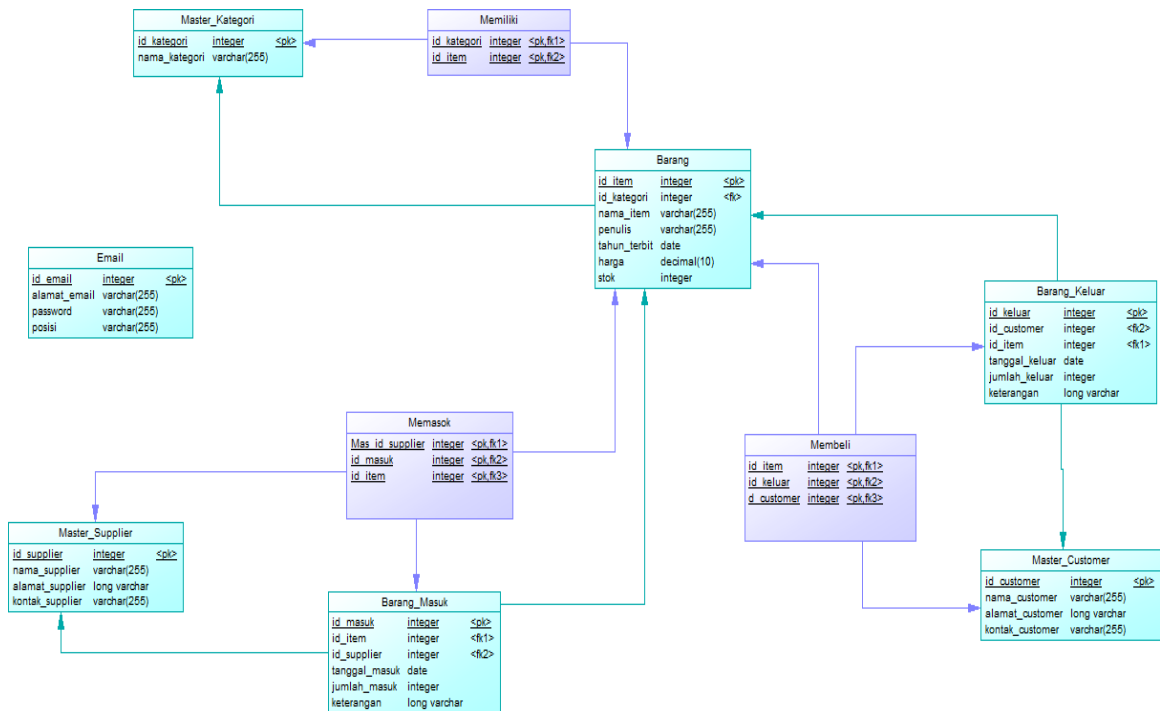 Master_Kategori
id_kategori integer <pk>
nama_kategori varchar(255)
Memiliki
id_kategori integer <pk,fk1>
id_item integer <pk,fk2>
Barang
id_item integer <pk>
id_kategori integer <fk>
nama_item varchar(255)
penulis varchar(255)
tahun_terbit date
harga decimal(10)
stok integer
Email
id_email integer <pk>
alamat_email varchar(255)
password varchar(255)
posisi varchar(255)
Barang_Keluar
id_keluar integer <pk>
id_customer integer <fk2>
id_item integer <fk1>
tanggal_keluar date
jumlah_keluar integer
keterangan long varchar
Memasok
Mas_id_supplier integer <pk,fk1>
id_masuk integer <pk,fk2>
id_item integer <pk,fk3>
Membeli
id_item integer <pk,fk1>
id_keluar integer <pk,fk2>
d_customer integer <pk,fk3>
Master_Supplier
id_supplier integer <pk>
nama_supplier varchar(255)
alamat_supplier long varchar
kontak_supplier varchar(255)
Master_Customer
id_customer integer <pk>
nama_customer varchar(255)
alamat_customer long varchar
kontak_customer varchar(255)
Barang_Masuk
id_masuk integer <pk>
id_item integer <fk1>
id_supplier integer <fk2>
tanggal_masuk date
jumlah_masuk integer
keterangan long varchar